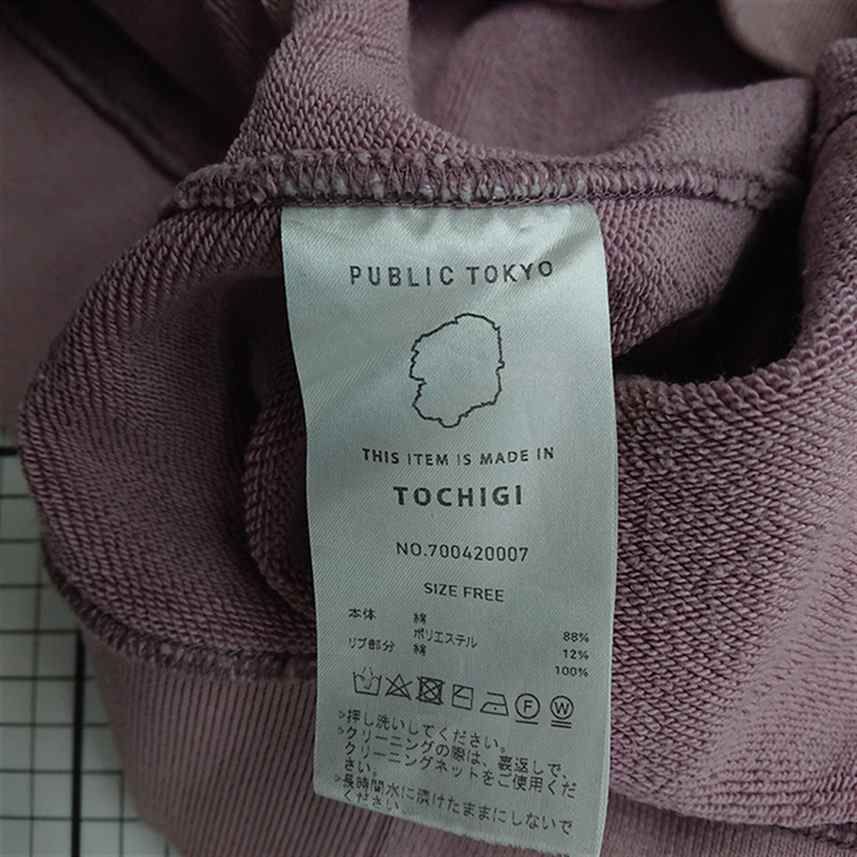 PUBLIC TOKYO
THIS ITEM IS MADE IN
TOCHIGI
NO.700420007
SIZE FREE
本体 綿 88%
ポリエステル 12%
リブ部分 綿 100%
F W
>押し洗いしてください。
>クリーニングの際は、裏返しで、
クリーニングネットをご使用くだ
さい。
>長時間水に漬けたままにしないで
ください。